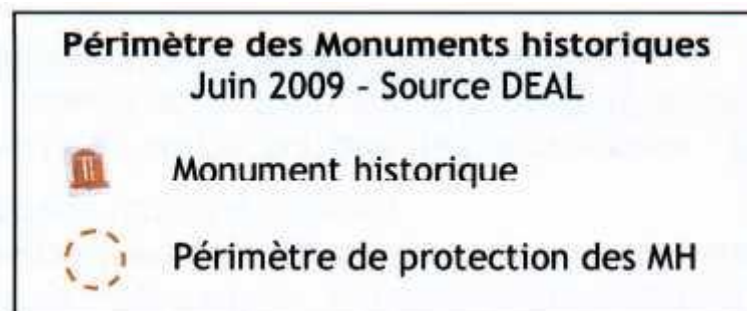 Périmètre des Monuments historiques
Juin 2009 - Source DEAL
Monument historique
Périmètre de protection des MH